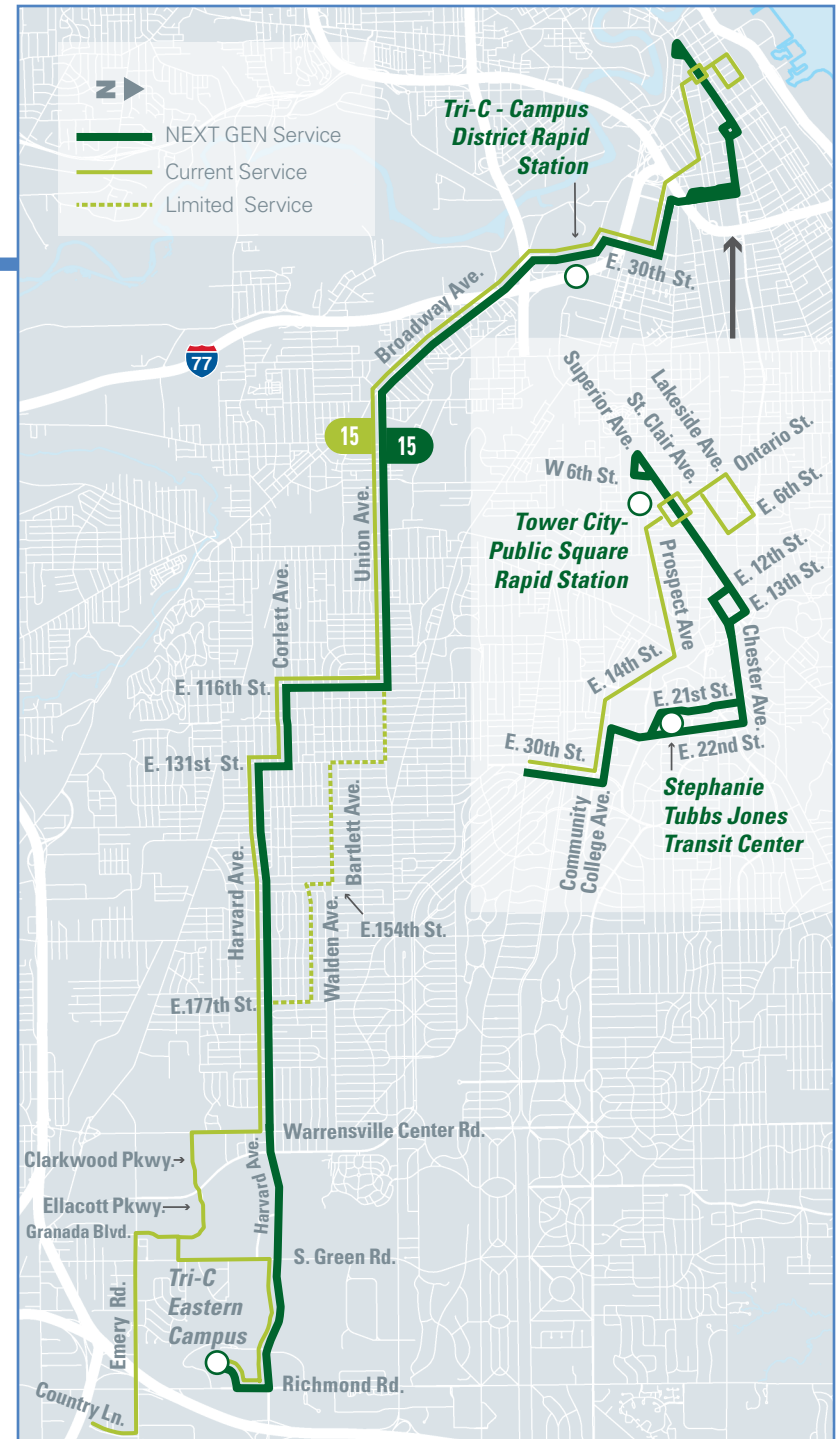 N
NEXT GEN Service
Current Service
Limited Service
Tri-C - Campus
District Rapid
Station
E. 30th St.
Broadway Ave.
77
15
15
Union Ave.
Corlett Ave.
E. 116th St.
E. 131st St.
Harvard Ave.
Bartlett Ave.
Walden Ave.
E.154th St.
E.177th St.
Warrensville Center Rd.
Clarkwood Pkwy.
Harvard Ave.
Ellacott Pkwy.
Granada Blvd.
S. Green Rd.
Tri-C
Eastern
Campus
Emery Rd.
Richmond Rd.
Country Ln.
Superior Ave.
Lakeside Ave.
St. Clair Ave.
Ontario St.
W 6th St.
E. 6th St.
Tower City-
Public Square
Rapid Station
Prospect Ave
E. 12th St.
E. 13th St.
Chester Ave.
E. 14th St.
E. 21st St.
E. 22nd St.
E. 30th St.
Community
College Ave.
Stephanie
Tubbs Jones
Transit Center